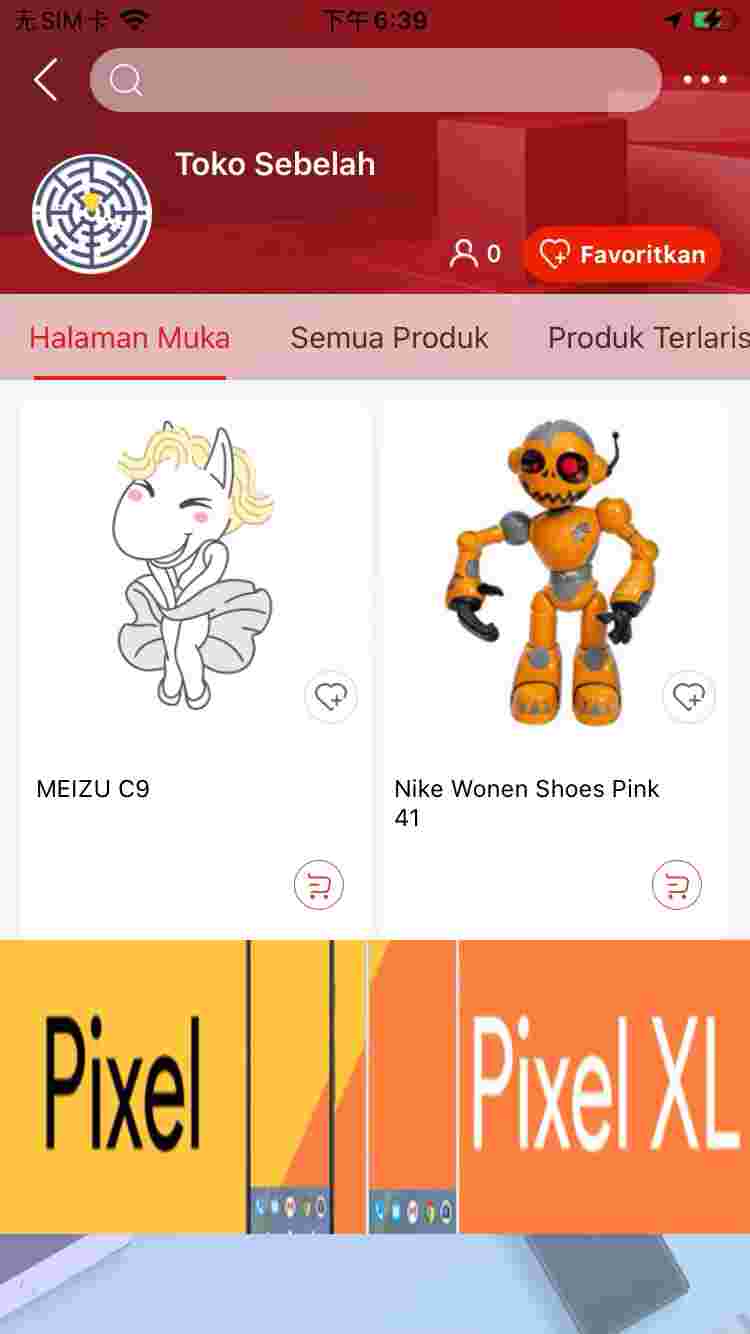 无SIM卡
下午6:39
Toko Sebelah
0
Favoritkan
Halaman Muka
Semua Produk
Produk Terlaris
MEIZU C9
Nike Wonen Shoes Pink
41
Pixel
Pixel XL